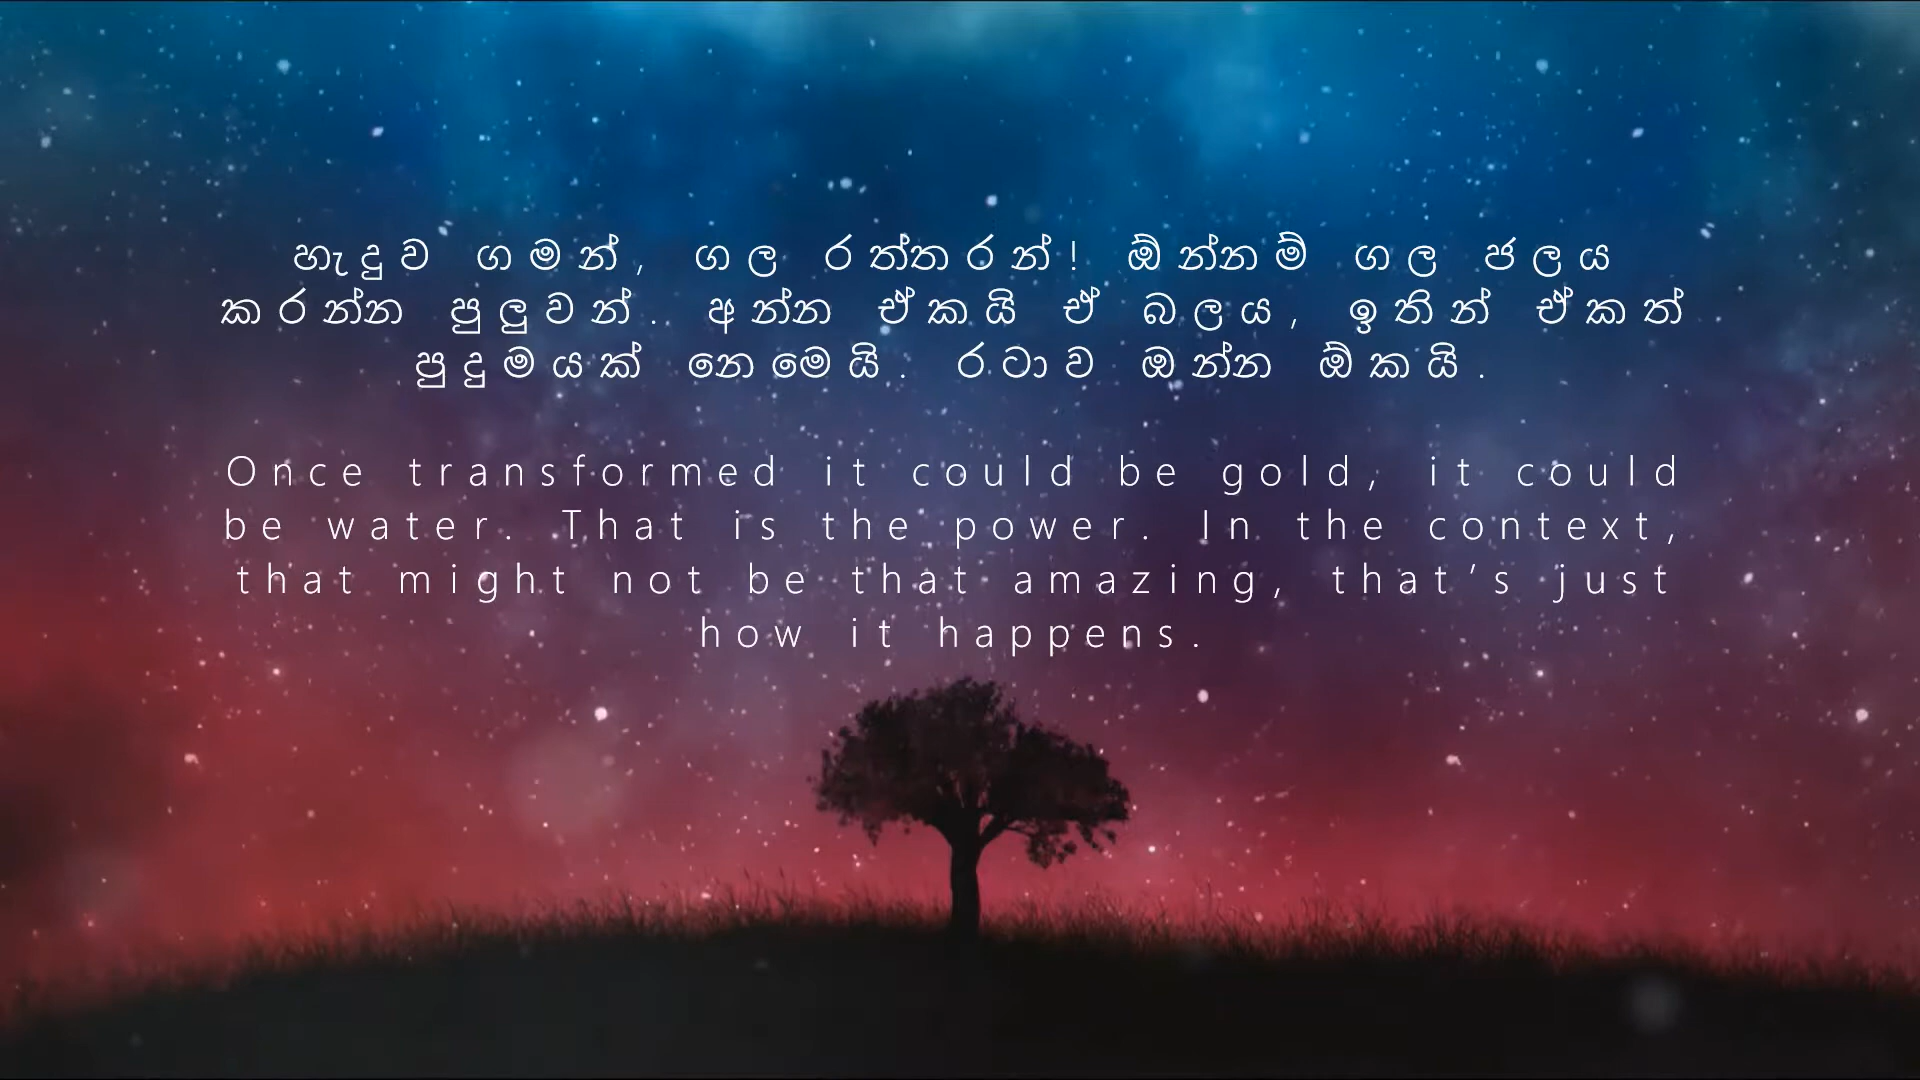 හැදුව ගමන්, ගල රත්තරන්! ඕන්නම් ගල ජලය
කරන්න පුලුවන්. අන්න ඒකයි ඒ බලය, ඉතින් ඒකත්
පුදුමයක් නෙමෙයි. රටාව ඔන්න ඕකයි.
Once transformed it could be gold, it could
be water. That is the power. In the context,
that might not be that amazing, that’s just
how it happens.